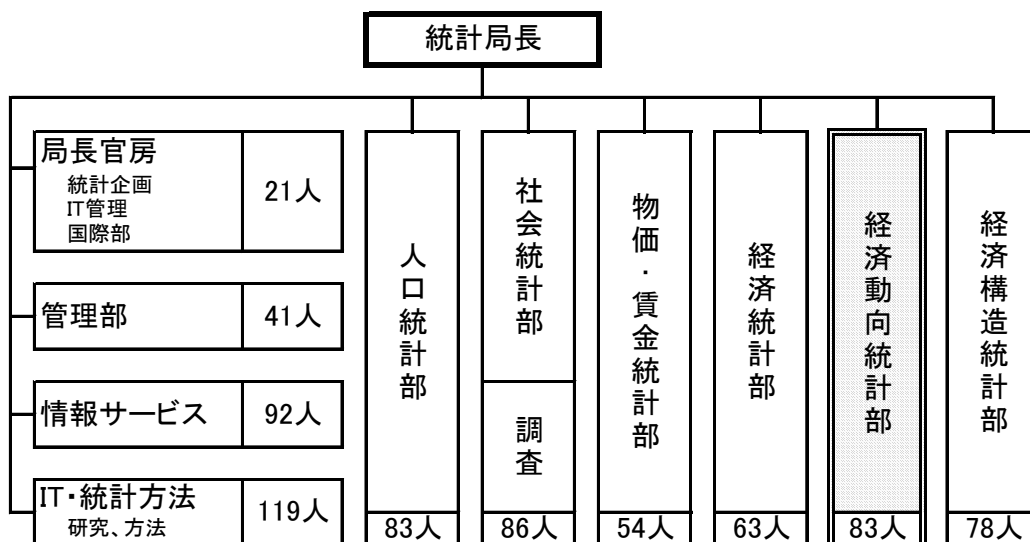 統計局長
局長官房
統計企画
IT管理
国際部
21人
管理部
41人
情報サービス
92人
IT・統計方法
研究、方法
119人
人口統計部
83人
社会統計部
調査
86人
物価・賃金統計部
54人
経済統計部
63人
経済動向統計部
83人
経済構造統計部
78人